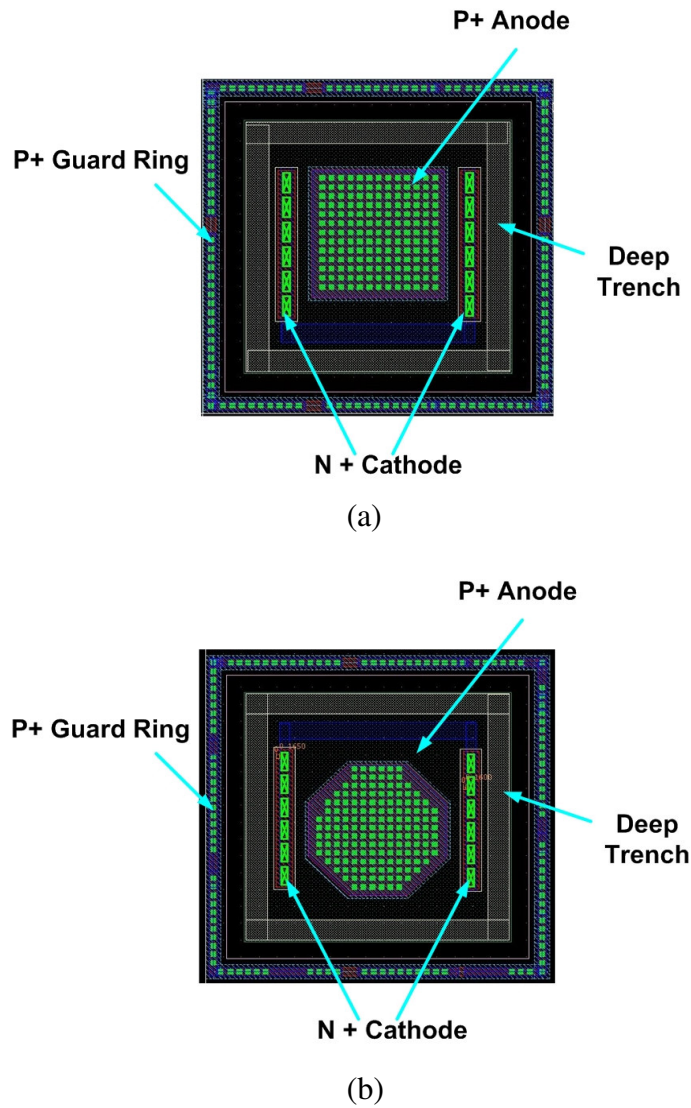 P+ Anode
P+ Guard Ring
Deep
Trench
N + Cathode
(a)
P+ Anode
P+ Guard Ring
Deep
Trench
N + Cathode
(b)